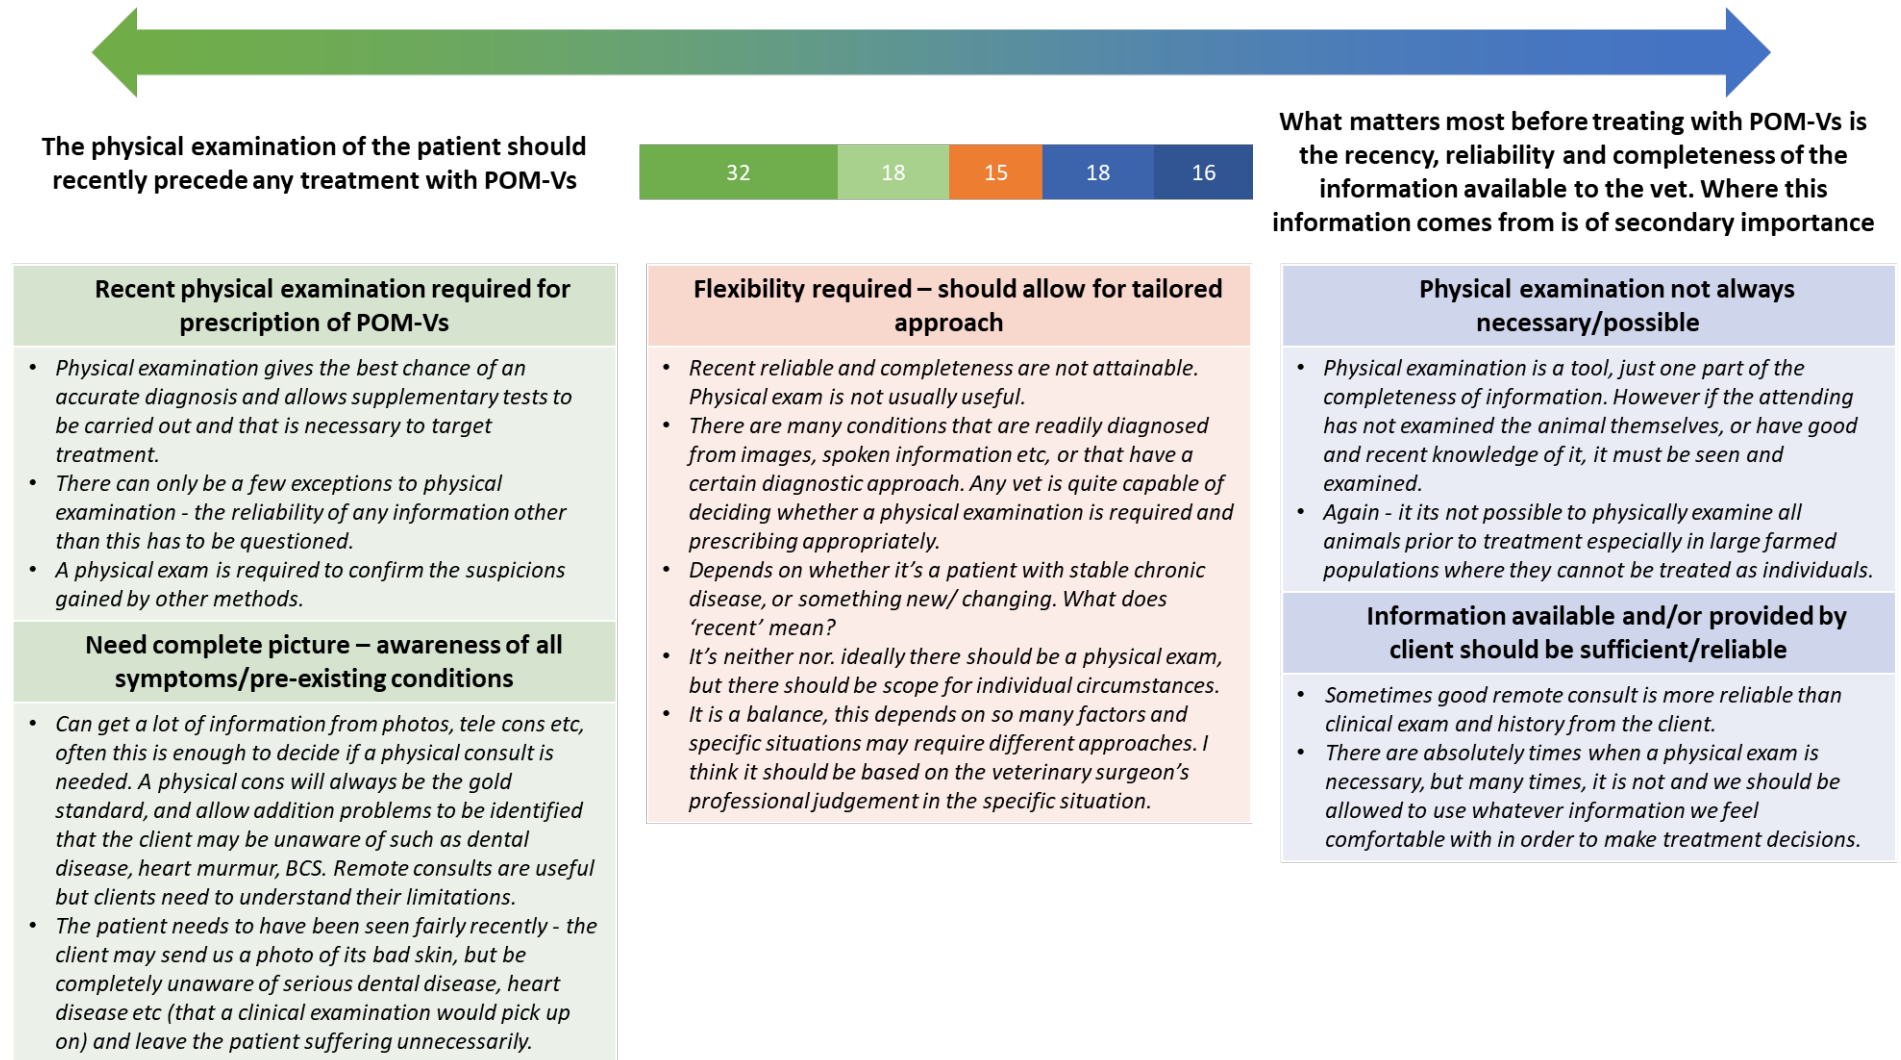 The physical examination of the patient should
recently precede any treatment with POM-Vs
32
18
15
18
16
What matters most before treating with POM-Vs is
the recency, reliability and completeness of the
information available to the vet. Where this
information comes from is of secondary importance
Recent physical examination required for
prescription of POM-Vs
• Physical examination gives the best chance of an
accurate diagnosis and allows supplementary tests to
be carried out and that is necessary to target
treatment.
• There can only be a few exceptions to physical
examination - the reliability of any information other
than this has to be questioned.
• A physical exam is required to confirm the suspicions
gained by other methods.
Need complete picture – awareness of all
symptoms/pre-existing conditions
• Can get a lot of information from photos, tele cons etc,
often this is enough to decide if a physical consult is
needed. A physical cons will always be the gold
standard, and allow addition problems to be identified
that the client may be unaware of such as dental
disease, heart murmur, BCS. Remote consults are useful
but clients need to understand their limitations.
• The patient needs to have been seen fairly recently - the
client may send us a photo of its bad skin, but be
completely unaware of serious dental disease, heart
disease etc (that a clinical examination would pick up
on) and leave the patient suffering unnecessarily.
Flexibility required – should allow for tailored
approach
• Recent reliable and completeness are not attainable.
Physical exam is not usually useful.
• There are many conditions that are readily diagnosed
from images, spoken information etc, or that have a
certain diagnostic approach. Any vet is quite capable of
deciding whether a physical examination is required and
prescribing appropriately.
• Depends on whether it’s a patient with stable chronic
disease, or something new/ changing. What does
‘recent’ mean?
• It’s neither nor. ideally there should be a physical exam,
but there should be scope for individual circumstances.
• It is a balance, this depends on so many factors and
specific situations may require different approaches. I
think it should be based on the veterinary surgeon’s
professional judgement in the specific situation.
Physical examination not always
necessary/possible
• Physical examination is a tool, just one part of the
completeness of information. However if the attending
has not examined the animal themselves, or have good
and recent knowledge of it, it must be seen and
examined.
• Again - it its not possible to physically examine all
animals prior to treatment especially in large farmed
populations where they cannot be treated as individuals.
Information available and/or provided by
client should be sufficient/reliable
• Sometimes good remote consult is more reliable than
clinical exam and history from the client.
• There are absolutely times when a physical exam is
necessary, but many times, it is not and we should be
allowed to use whatever information we feel
comfortable with in order to make treatment decisions.